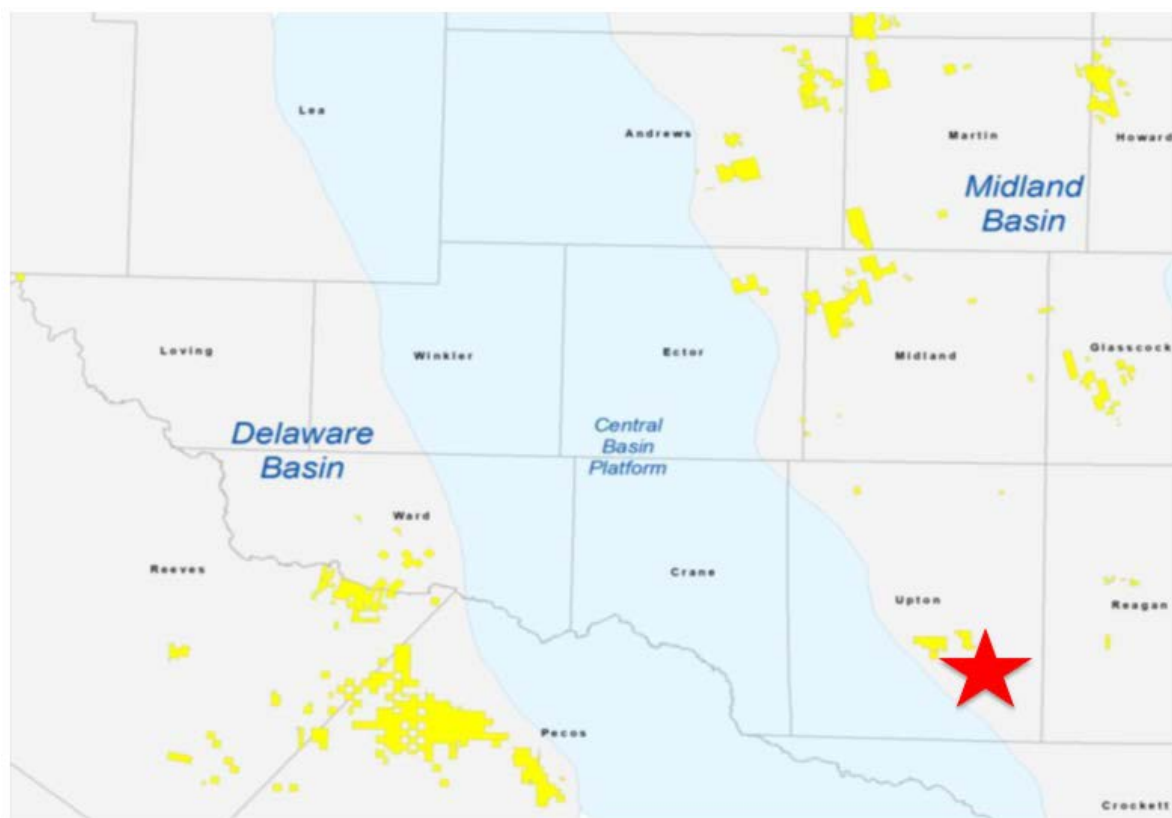 Lea
Andrews
Martin
Howard
Midland
Basin
Loving
Winkler
Ector
Midland
Glasscock
Delaware
Basin
Central
Basin
Platform
Ward
Reeves
Crane
Upton
Reagan
Pecos
Crockett